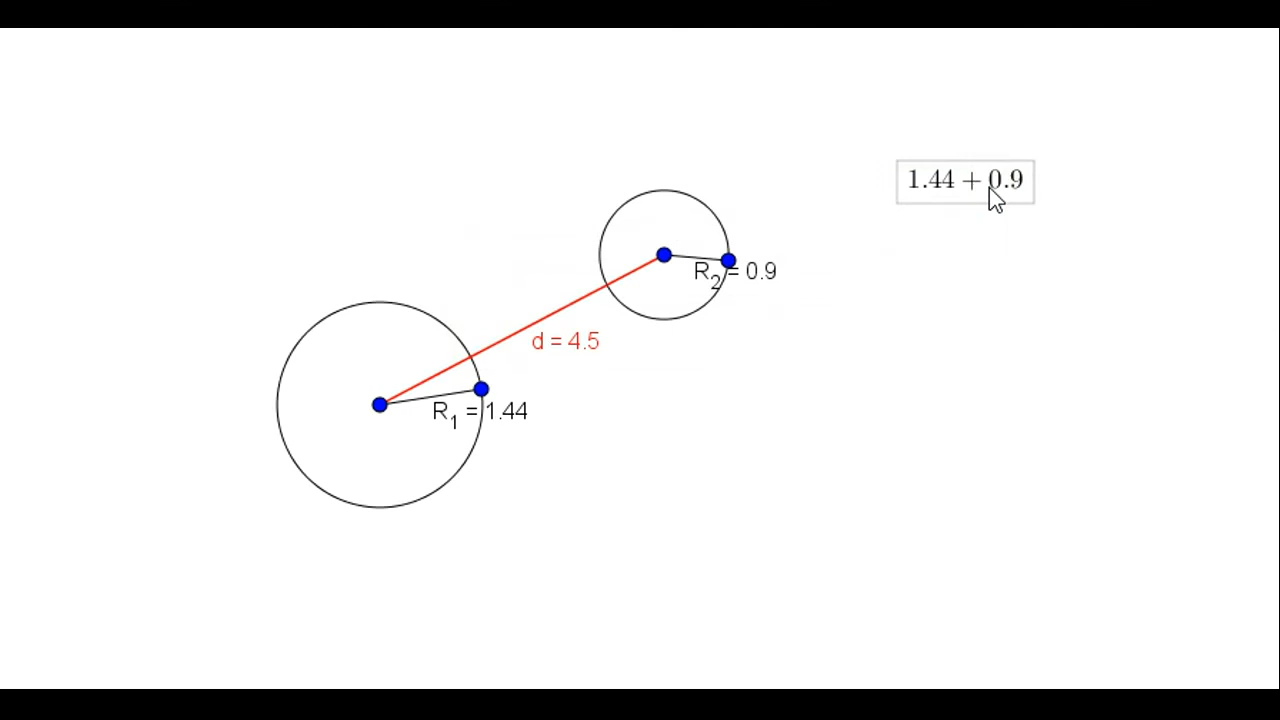 1.44 + 0.9
R₂ = 0.9
d = 4.5
R₁ = 1.44